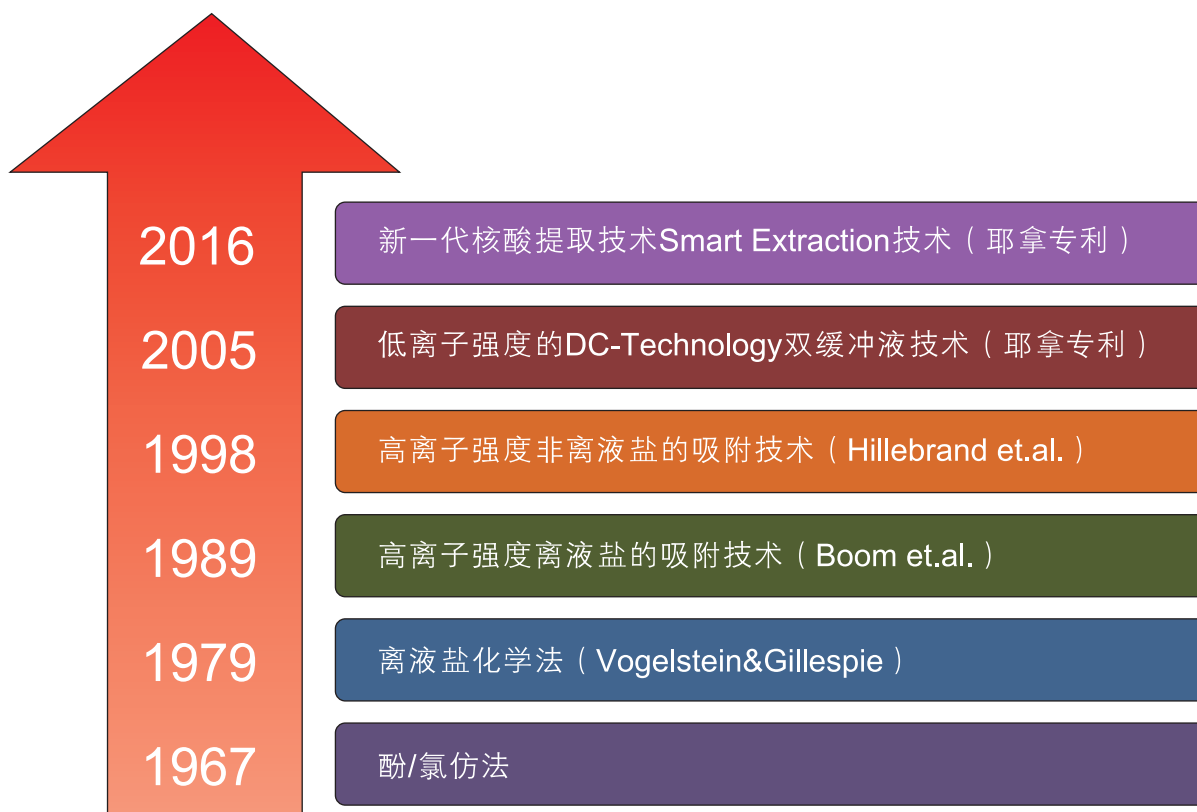 2016
新一代核酸提取技术Smart Extraction技术（耶拿专利）
2005
低离子强度的DC-Technology双缓冲液技术（耶拿专利）
1998
高离子强度非离液盐的吸附技术（Hillebrand et.al.）
1989
高离子强度离液盐的吸附技术（Boom et.al.）
1979
离液盐化学法（Vogelstein&Gillespie）
1967
酚/氯仿法